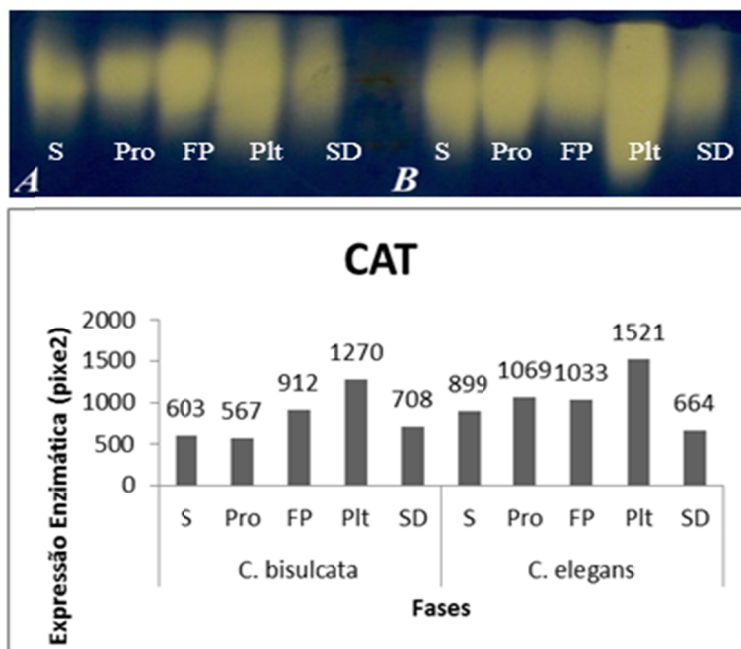 S Pro FP Plt SD S Pro FP Plt SD
A B
CAT
Expressão Enzimática (pixe2)
2000
1500
1000
500
0
603 567 912 1270 708 899 1069 1033 1521 664
S Pro FP Plt SD S Pro FP Plt SD
C. bisulcata C. elegans
Fases